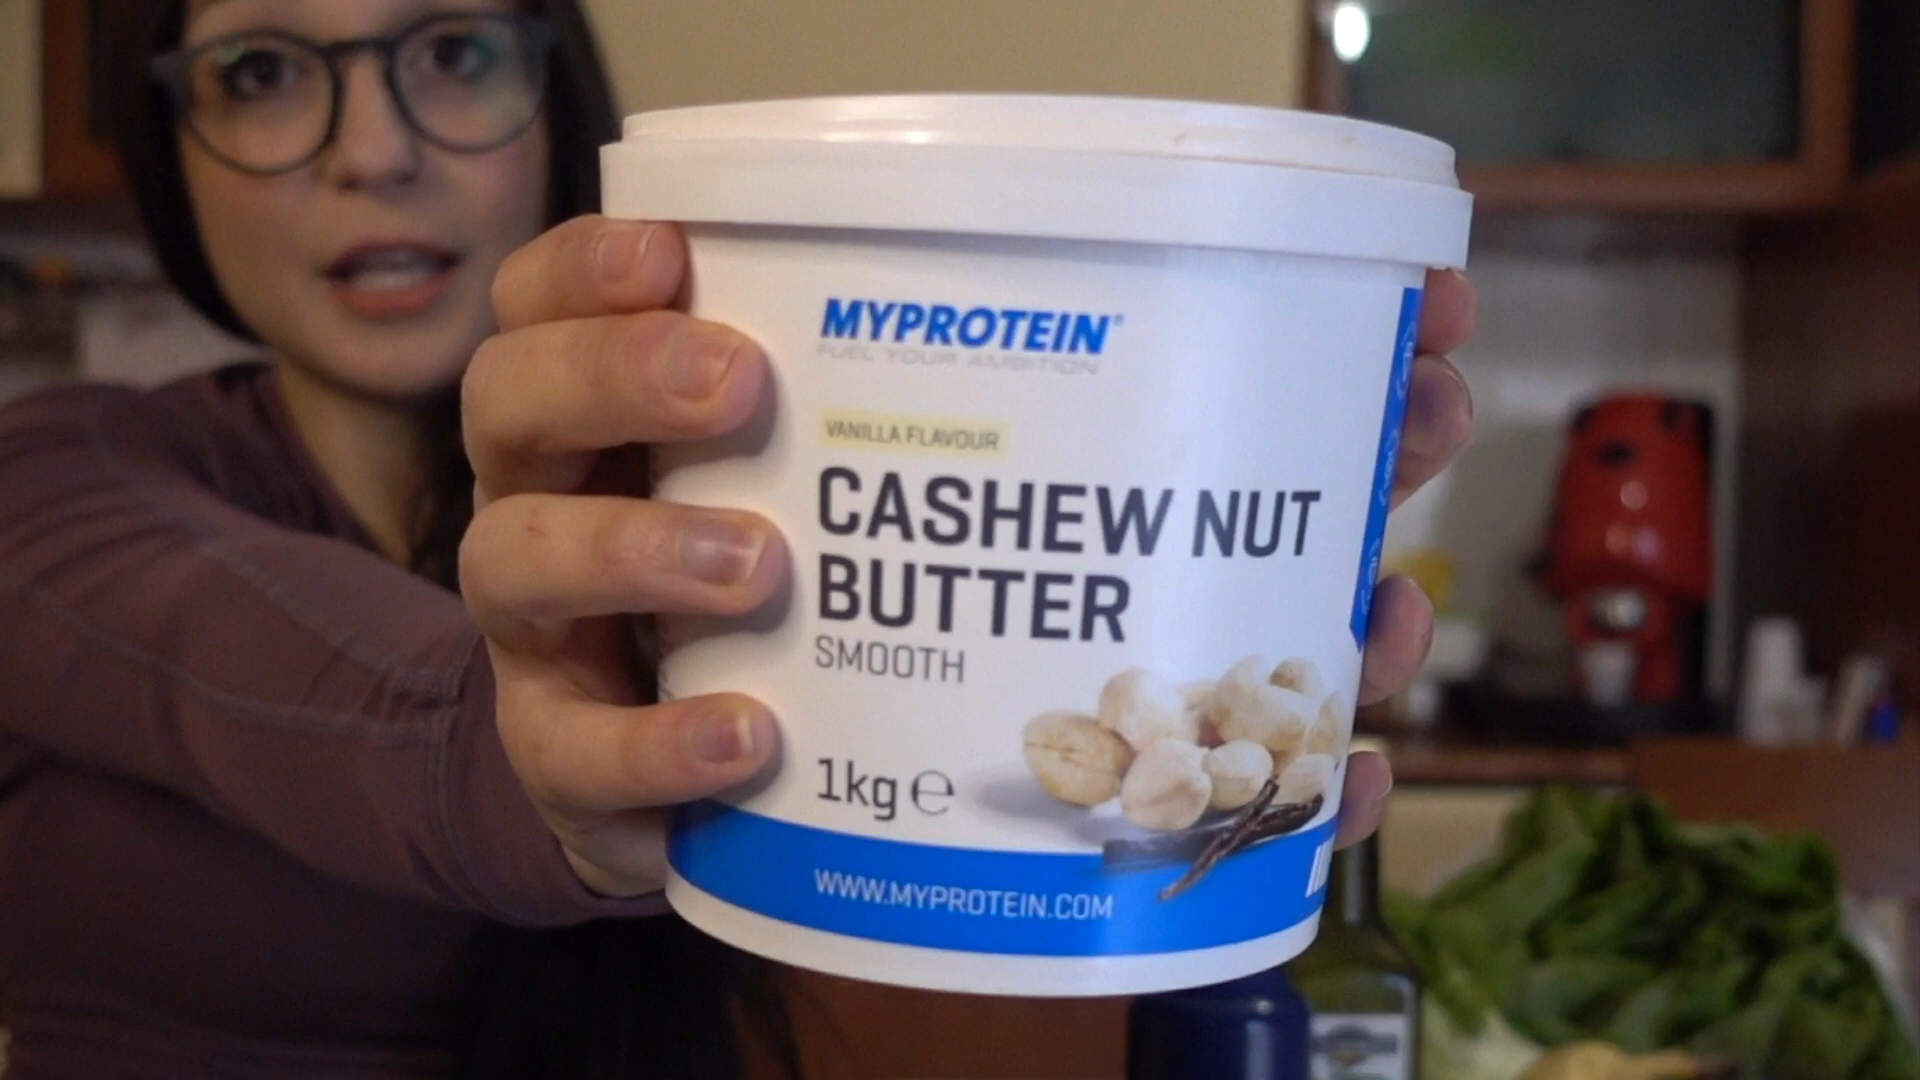 MYPROTEIN®
FUEL YOUR AMBITION
VANILLA FLAVOUR
CASHEW NUT
BUTTER
SMOOTH
1kg ℮
WWW.MYPROTEIN.COM